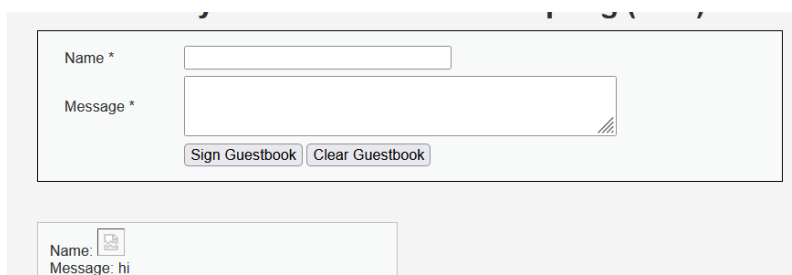 Name *
Message *
Sign Guestbook Clear Guestbook
Name:
Message: hi